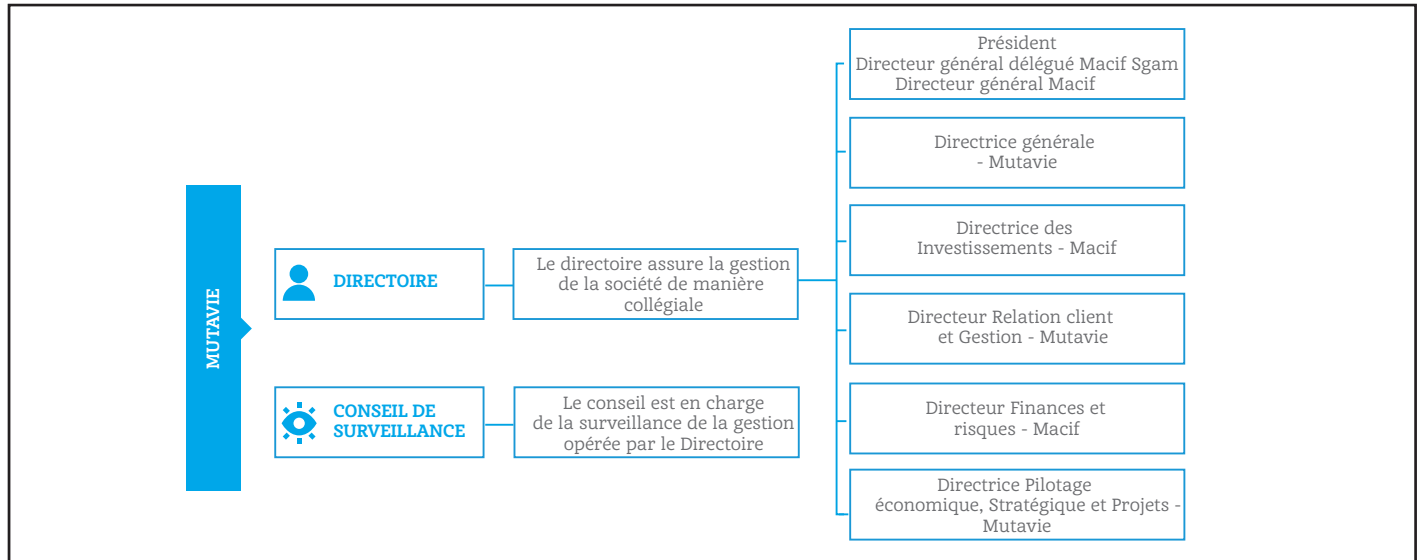 MUTAVIE
DIRECTOIRE
Le directoire assure la gestion
de la société de manière
collégiale
CONSEIL DE
SURVEILLANCE
Le conseil est en charge
de la surveillance de la gestion
opérée par le Directoire
Président
Directeur général délégué Macif Sgam
Directeur général Macif
Directrice générale
- Mutavie
Directrice des
Investissements - Macif
Directeur Relation client
et Gestion - Mutavie
Directeur Finances et
risques - Macif
Directrice Pilotage
économique, Stratégique et Projets -
Mutavie